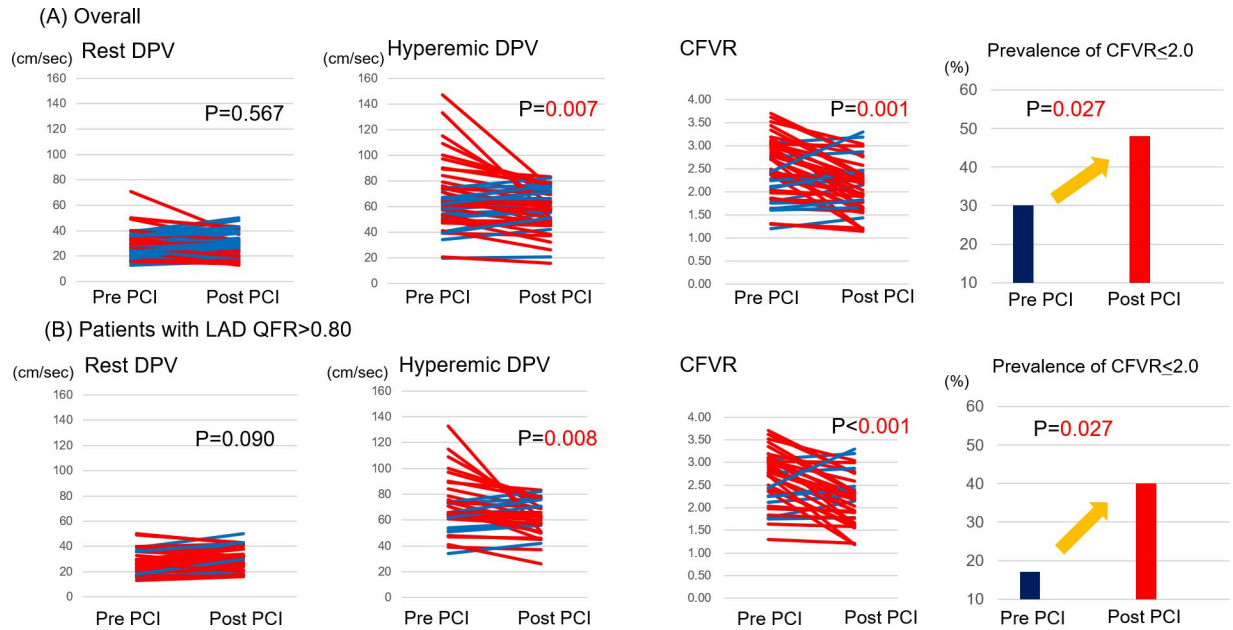 (A) Overall
(cm/sec) Rest DPV
160
140
120
100
80
60
40
20
0
P=0.567
Pre PCI Post PCI
(cm/sec) Hyperemic DPV
160
140
120
100
80
60
40
20
0
P=0.007
Pre PCI Post PCI
CFVR
4.00
3.50
3.00
2.50
2.00
1.50
1.00
0.50
0.00
P=0.001
Pre PCI Post PCI
Prevalence of CFVR≤2.0
(%)
60
50
40
30
20
10
P=0.027
Pre PCI Post PCI
(B) Patients with LAD QFR>0.80
(cm/sec) Rest DPV
160
140
120
100
80
60
40
20
0
P=0.090
Pre PCI Post PCI
(cm/sec) Hyperemic DPV
160
140
120
100
80
60
40
20
0
P=0.008
Pre PCI Post PCI
CFVR
4.00
3.50
3.00
2.50
2.00
1.50
1.00
0.50
0.00
P<0.001
Pre PCI Post PCI
Prevalence of CFVR≤2.0
(%)
60
50
40
30
20
10
P=0.027
Pre PCI Post PCI